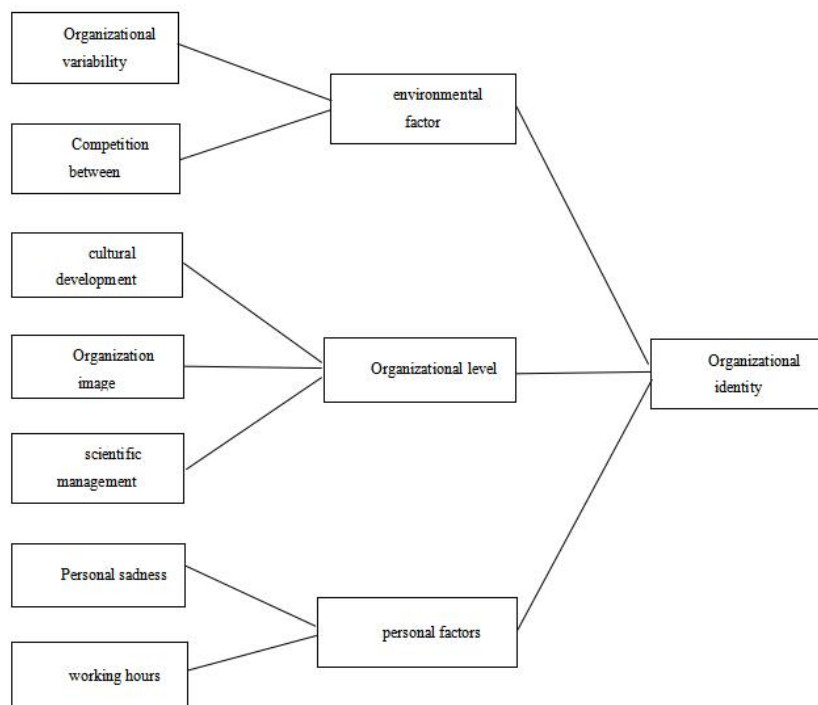 Organizational
variability
environmental
factor
Competition
between
cultural
development
Organization
image
Organizational level
Organizational
identity
scientific
management
Personal sadness
personal factors
working hours